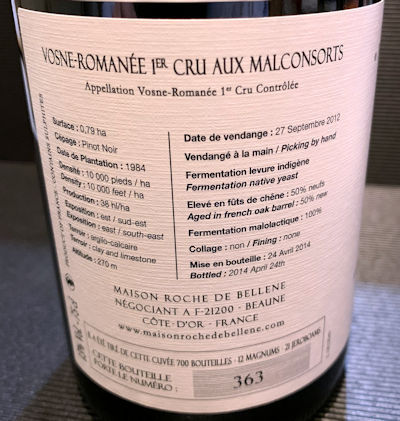 VOSNE-ROMANÉE 1ER CRU AUX MALCONSORTS
Appellation Vosne-Romanée 1er Cru Contrôlée
Surface : 0,79 ha
Cépage : Pinot Noir
Date de Plantation : 1984
Densité : 10 000 pieds / ha
Density : 10 000 feet / ha
Production : 38 hl/ha
Exposition : est / sud-est
Exposition : east / south-east
Terroir : argilo-calcaire
Terroir : clay and limestone
Altitude : 270 m
Date de vendange : 27 Septembre 2012
Vendangé à la main / Picking by hand
Fermentation levure indigène
Fermentation native yeast
Elevé en fûts de chêne : 50% neufs
Aged in french oak barrel : 50% new
Fermentation malolactique : 100%
Collage : non / Fining : none
Mise en bouteille : 24 Avril 2014
Bottled : 2014 April 24th
MAISON ROCHE DE BELLENE
NÉGOCIANT A F-21200 - BEAUNE
CÔTE-D'OR - FRANCE
www.maisonrochedebellene.com
IL A ÉTÉ TIRÉ DE CETTE CUVÉE 700 BOUTEILLES - 12 MAGNUMS - 21 JEROBOAMS
CETTE BOUTEILLE
PORTE LE NUMÉRO :
363
CONTAINS SULFITES